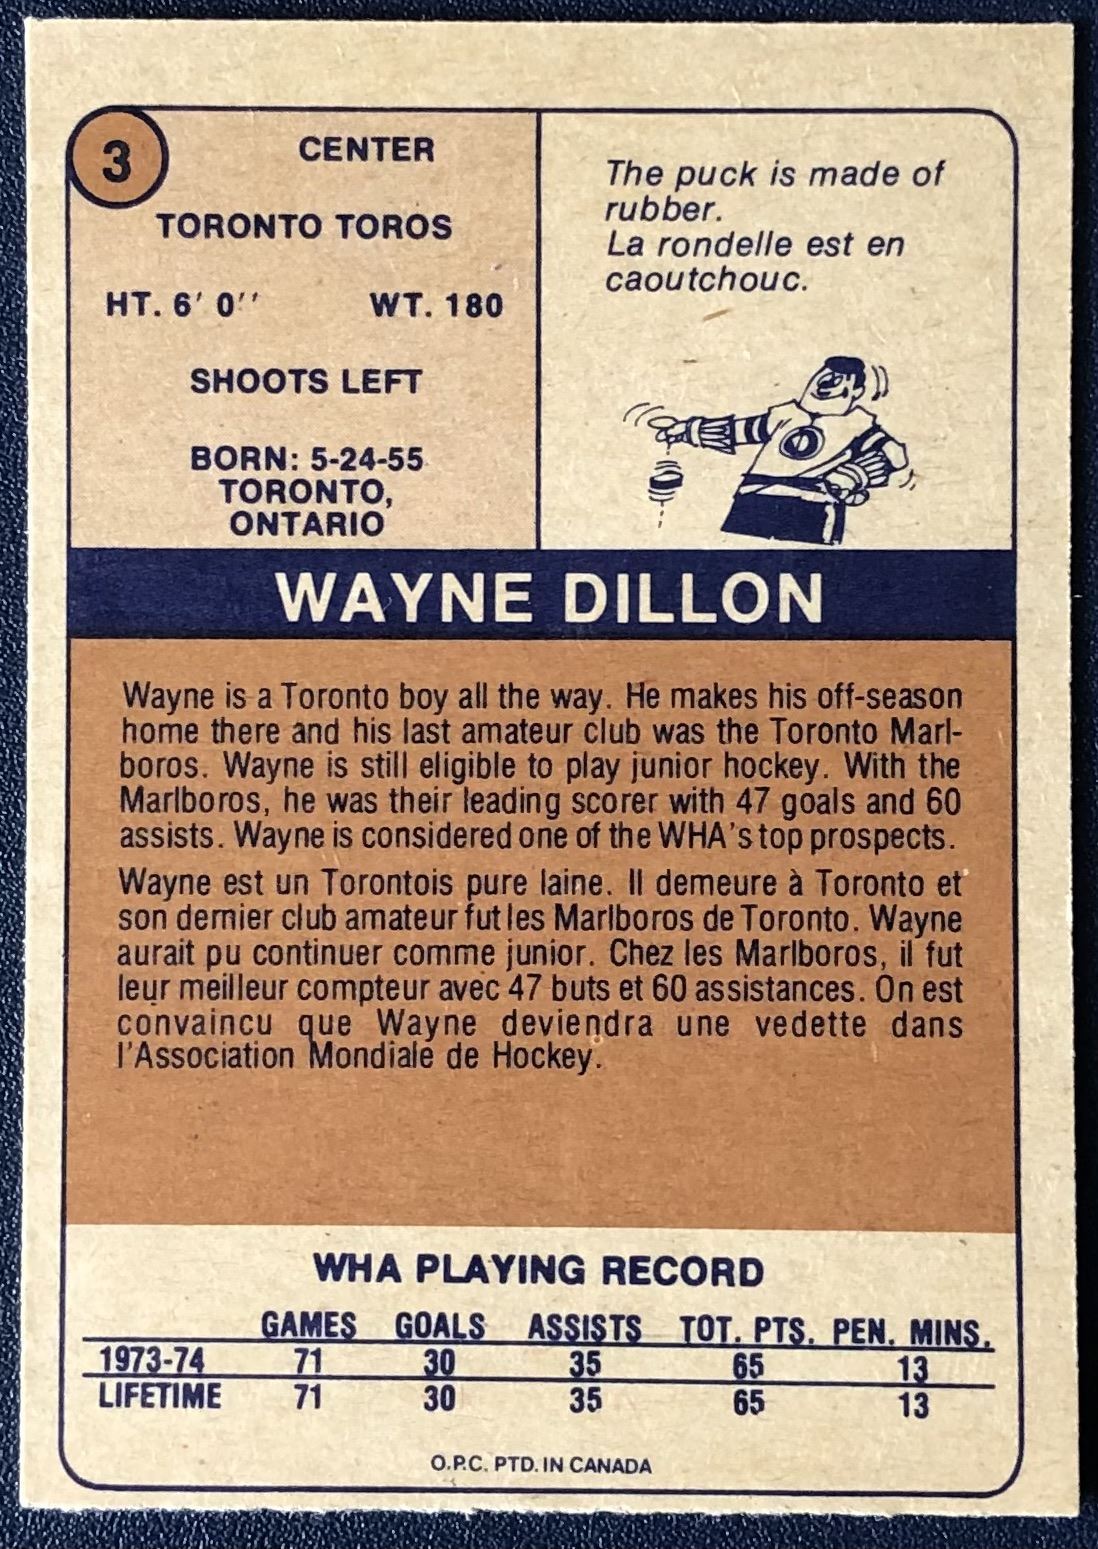 3
CENTER
TORONTO TOROS
HT. 6' 0'' WT. 180
SHOOTS LEFT
BORN: 5-24-55
TORONTO,
ONTARIO
The puck is made of
rubber.
La rondelle est en
caoutchouc.
WAYNE DILLON
Wayne is a Toronto boy all the way. He makes his off-season
home there and his last amateur club was the Toronto Marl-
boros. Wayne is still eligible to play junior hockey. With the
Marlboros, he was their leading scorer with 47 goals and 60
assists. Wayne is considered one of the WHA's top prospects.
Wayne est un Torontois pure laine. Il demeure à Toronto et
son dernier club amateur fut les Marlboros de Toronto. Wayne
aurait pu continuer comme junior. Chez les Marlboros, il fut
leur meilleur compteur avec 47 buts et 60 assistances. On est
convaincu que Wayne deviendra une vedette dans
l'Association Mondiale de Hockey.
WHA PLAYING RECORD
GAMES GOALS ASSISTS TOT. PTS. PEN. MINS.
1973-74 71 30 35 65 13
LIFETIME 71 30 35 65 13
O.P.C. PTD. IN CANADA